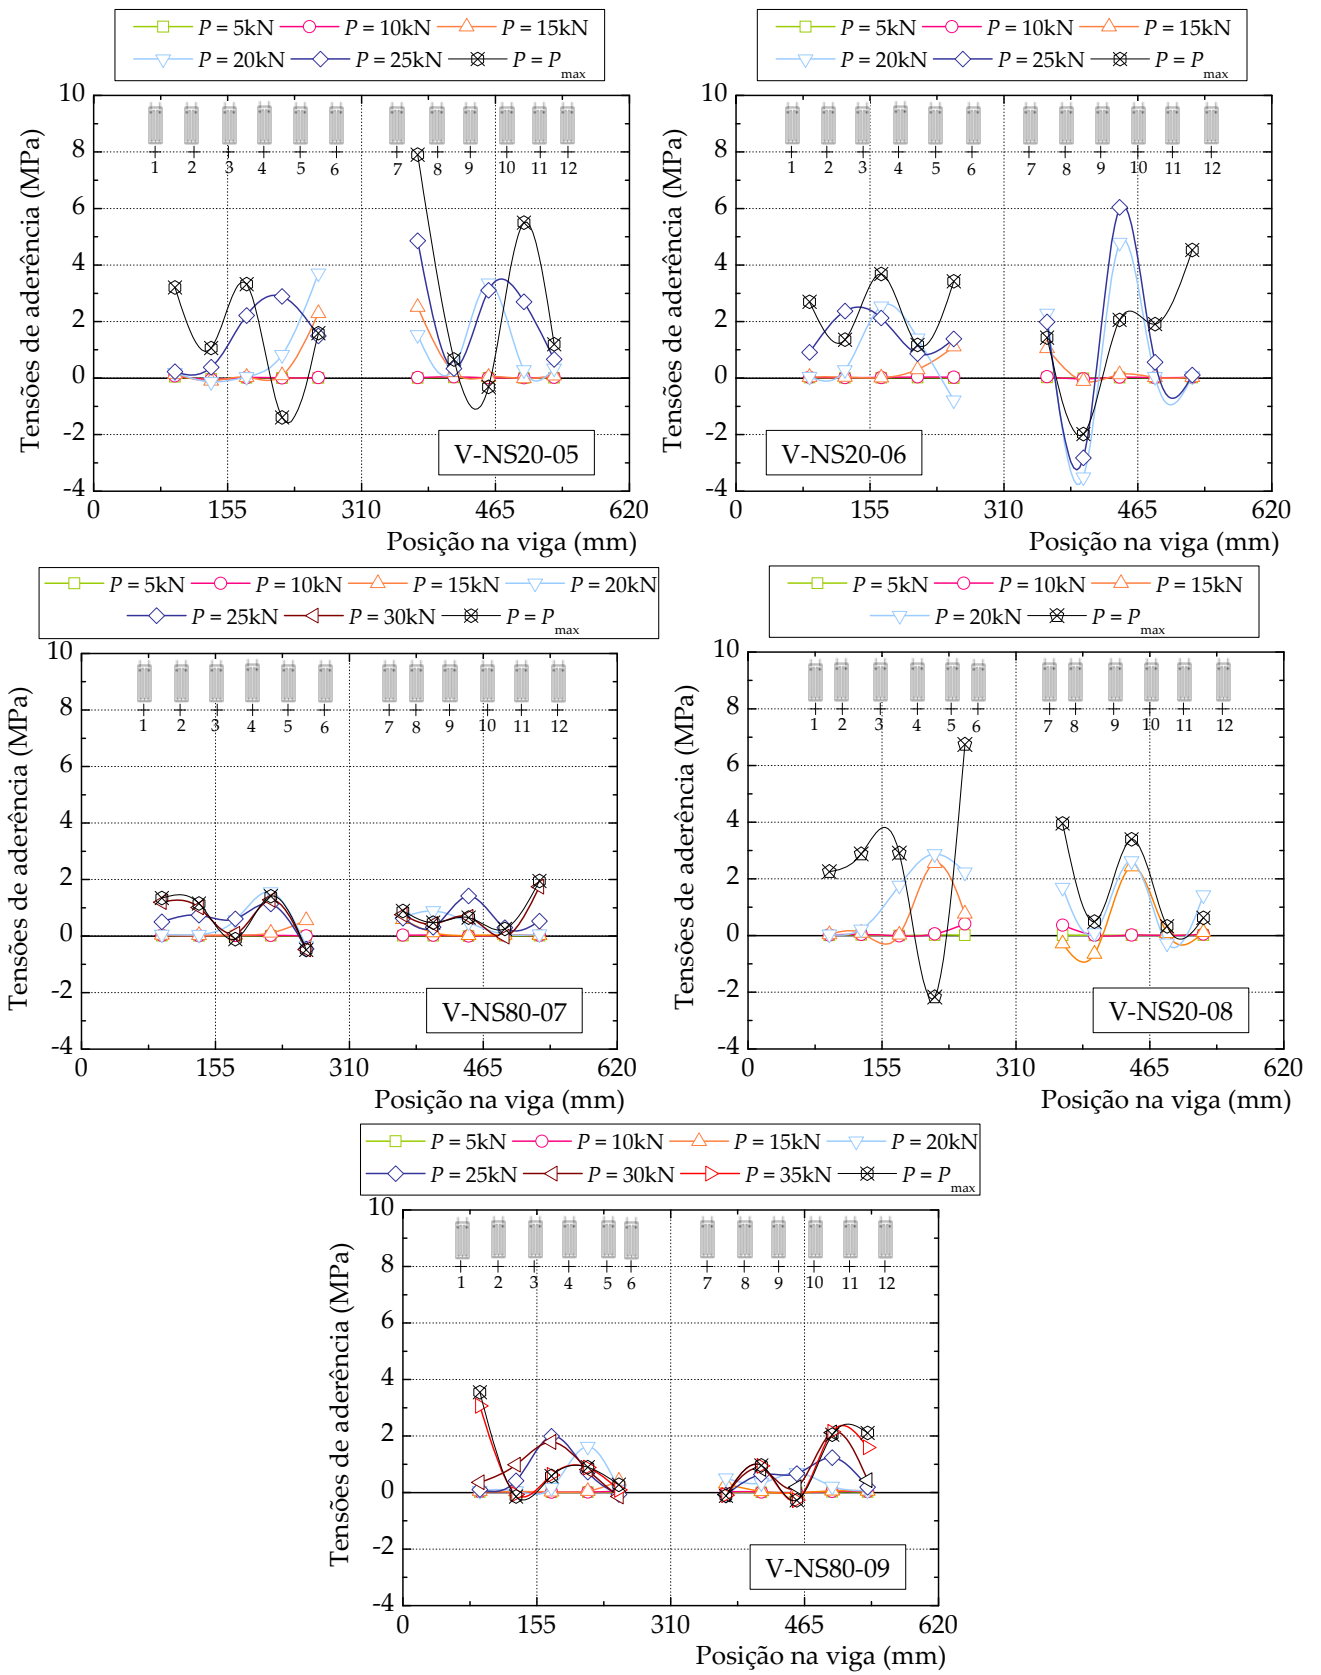 P = 5kN P = 10kN P = 15kN
P = 20kN P = 25kN P = Pmax
10
8
6
4
2
0
-2
-4
Tensões de aderência (MPa)
1 2 3 4 5 6 7 8 9 10 11 12
V-NS20-05
0 155 310 465 620
Posição na viga (mm)
P = 5kN P = 10kN P = 15kN
P = 20kN P = 25kN P = Pmax
10
8
6
4
2
0
-2
-4
Tensões de aderência (MPa)
1 2 3 4 5 6 7 8 9 10 11 12
V-NS20-06
0 155 310 465 620
Posição na viga (mm)
P = 5kN P = 10kN P = 15kN P = 20kN
P = 25kN P = 30kN P = Pmax
10
8
6
4
2
0
-2
-4
Tensões de aderência (MPa)
1 2 3 4 5 6 7 8 9 10 11 12
V-NS80-07
0 155 310 465 620
Posição na viga (mm)
P = 5kN P = 10kN P = 15kN
P = 20kN P = Pmax
10
8
6
4
2
0
-2
-4
Tensões de aderência (MPa)
1 2 3 4 5 6 7 8 9 10 11 12
V-NS20-08
0 155 310 465 620
Posição na viga (mm)
P = 5kN P = 10kN P = 15kN P = 20kN
P = 25kN P = 30kN P = 35kN P = Pmax
10
8
6
4
2
0
-2
-4
Tensões de aderência (MPa)
1 2 3 4 5 6 7 8 9 10 11 12
V-NS80-09
0 155 310 465 620
Posição na viga (mm)